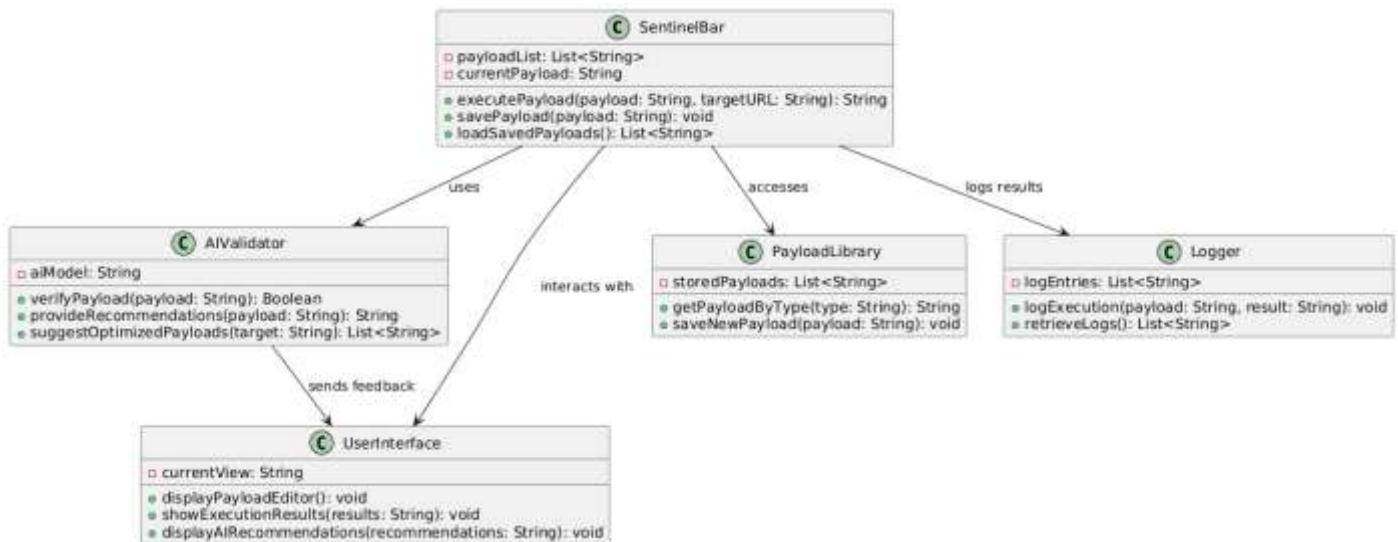 C SentinelBar
payloadList: List<String>
currentPayload: String
executePayload(payload: String, targetURL: String): String
savePayload(payload: String): void
loadSavedPayloads(): List<String>
uses
accesses
logs results
C AIValidator
aiModel: String
verifyPayload(payload: String): Boolean
provideRecommendations(payload: String): String
suggestOptimizedPayloads(target: String): List<String>
interacts with
C PayloadLibrary
storedPayloads: List<String>
getPayloadByType(type: String): String
saveNewPayload(payload: String): void
C Logger
logEntries: List<String>
logExecution(payload: String, result: String): void
retrieveLogs(): List<String>
sends feedback
C UserInterface
currentView: String
displayPayloadEditor(): void
showExecutionResults(results: String): void
displayAIRecommendations(recommendations: String): void